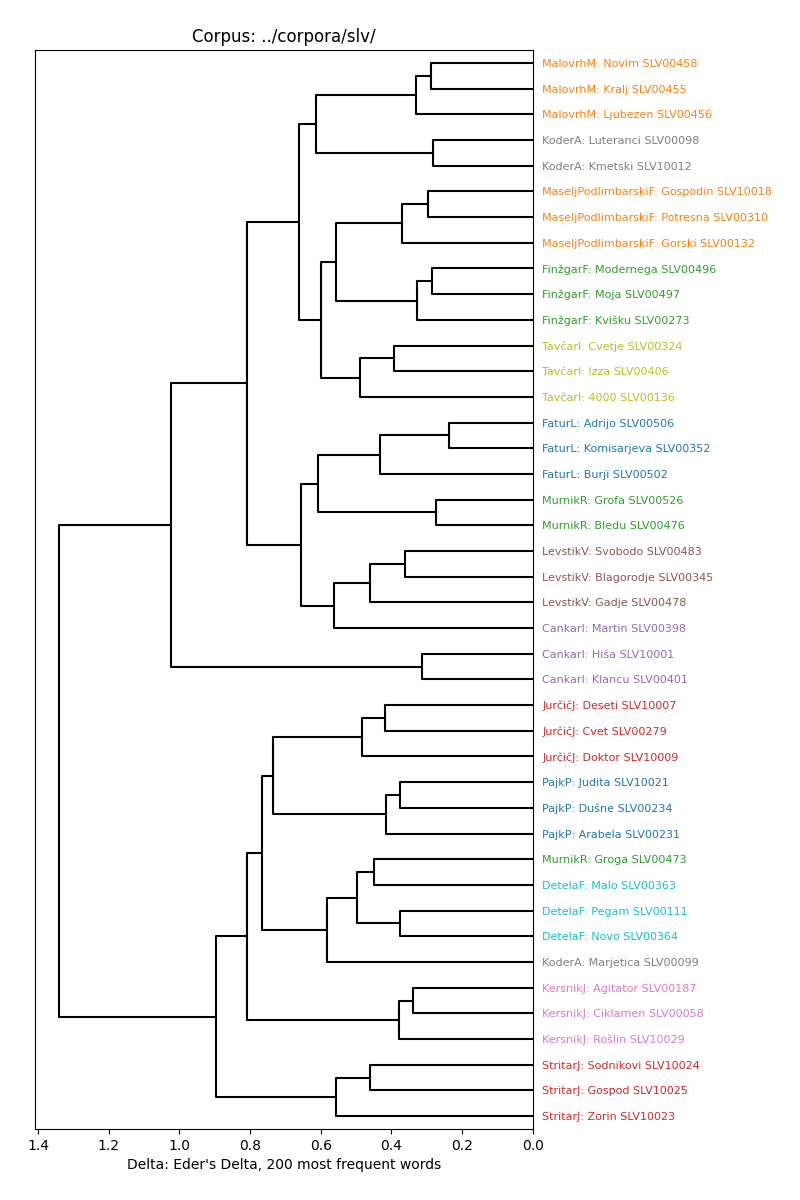 Corpus: ../corpora/slv/
MalovrhM: Novim SLV00458
MalovrhM: Kralj SLV00455
MalovrhM: Ljubezen SLV00456
KoderA: Luteranci SLV00098
KoderA: Kmetski SLV10012
MaseljPodlimbarskiF: Gospodin SLV10018
MaseljPodlimbarskiF: Potresna SLV00310
MaseljPodlimbarskiF: Gorski SLV00132
FinžgarF: Modernega SLV00496
FinžgarF: Moja SLV00497
FinžgarF: Kvišku SLV00273
TavčarI: Cvetje SLV00324
TavčarI: Izza SLV00406
TavčarI: 4000 SLV00136
FaturL: Adrijo SLV00506
FaturL: Komisarjeva SLV00352
FaturL: Burji SLV00502
MurnikR: Grofa SLV00526
MurnikR: Bledu SLV00476
LevstikV: Svobodo SLV00483
LevstikV: Blagorodje SLV00345
LevstikV: Gadje SLV00478
CankarI: Martin SLV00398
CankarI: Hiša SLV10001
CankarI: Klancu SLV00401
JurčičJ: Deseti SLV10007
JurčičJ: Cvet SLV00279
JurčičJ: Doktor SLV10009
PajkP: Judita SLV10021
PajkP: Dušne SLV00234
PajkP: Arabela SLV00231
MurnikR: Groga SLV00473
DetelaF: Malo SLV00363
DetelaF: Pegam SLV00111
DetelaF: Novo SLV00364
KoderA: Marjetica SLV00099
KersnikJ: Agitator SLV00187
KersnikJ: Ciklamen SLV00058
KersnikJ: Rošlin SLV10029
StritarJ: Sodnikovi SLV10024
StritarJ: Gospod SLV10025
StritarJ: Zorin SLV10023
1.4 1.2 1.0 0.8 0.6 0.4 0.2 0.0
Delta: Eder's Delta, 200 most frequent words